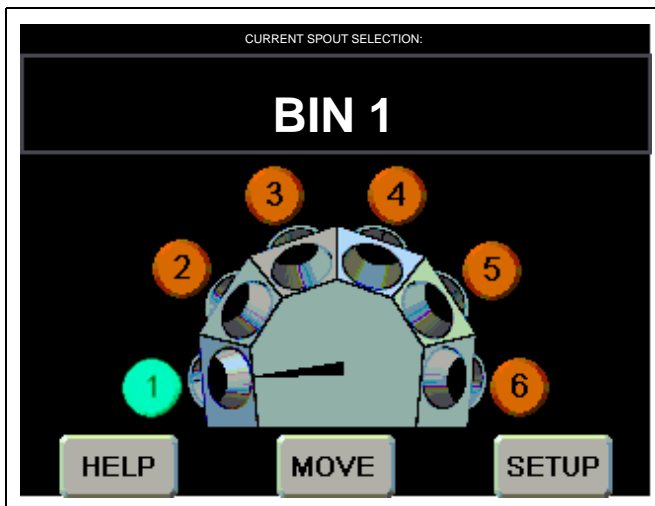 CURRENT SPOUT SELECTION:
BIN 1
3 4
2 5
1 6
HELP MOVE SETUP